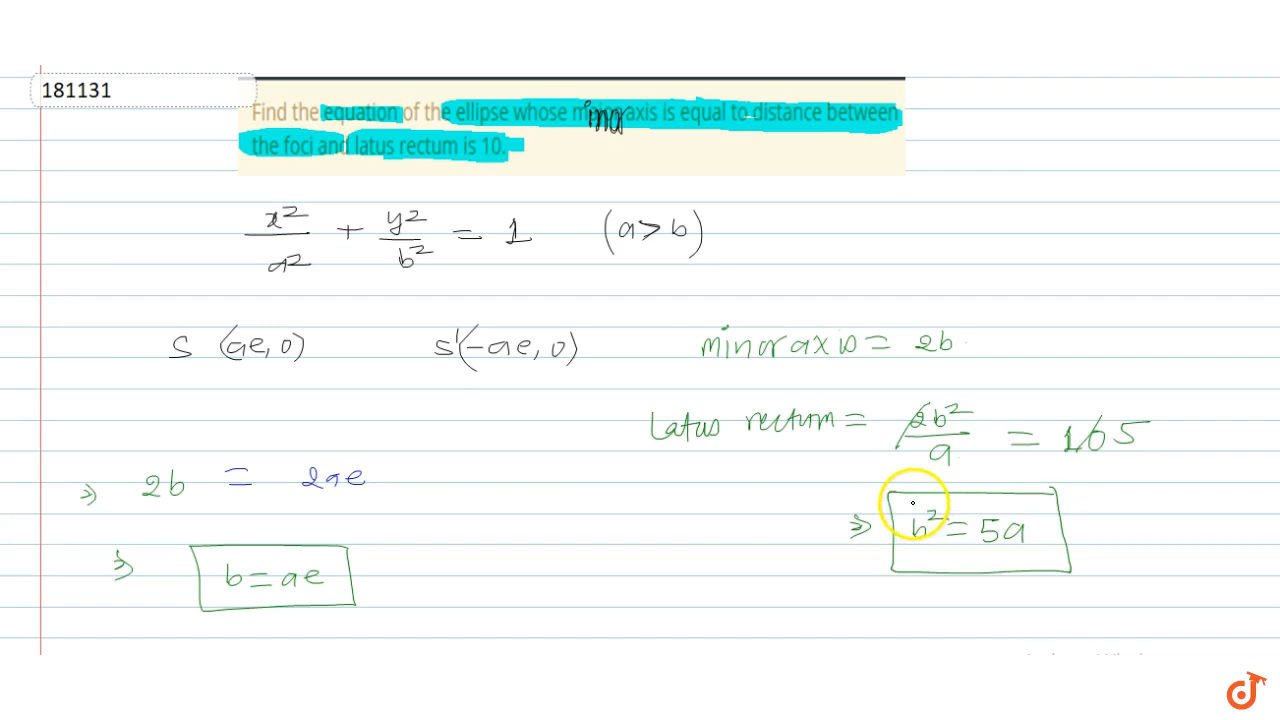 181131
Find the equation of the ellipse whose minor axis is equal to distance between
the foci and latus rectum is 10.
x²/a² + y²/b² = 1 (a > b)
S (ae, 0) S'(-ae, 0) minor axis = 2b
Latus rectum = 2b²/a = 10 5
⇒ 2b = 2ae
⇒ b² = 5a
⇒ b = ae